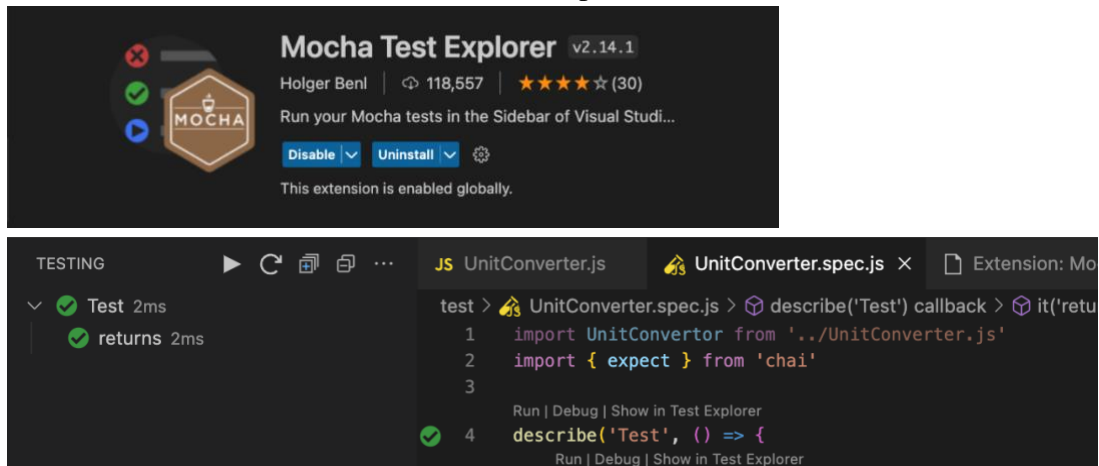 Mocha Test Explorer v2.14.1
Holger Benl | 118,557 | ★★★★☆(30)
MOCHA
Run your Mocha tests in the Sidebar of Visual Studi...
Disable Uninstall
This extension is enabled globally.
TESTING
JS UnitConverter.js UnitConverter.spec.js × Extension: Mo
Test 2ms
test > UnitConverter.spec.js > describe('Test') callback > it('retu
returns 2ms
1 import UnitConvertor from '../UnitConverter.js'
2 import { expect } from 'chai'
3
Run | Debug | Show in Test Explorer
4 describe('Test', () => {
Run | Debug | Show in Test Explorer